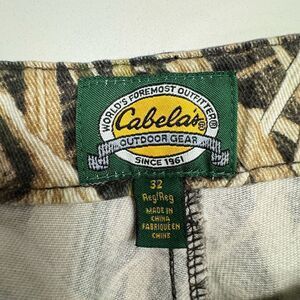 WORLD'S FOREMOST OUTFITTER®
Cabela's®
OUTDOOR GEAR
SINCE 1961
32
Reg/Reg
MADE IN
CHINA
FABRIQUE EN
CHINE